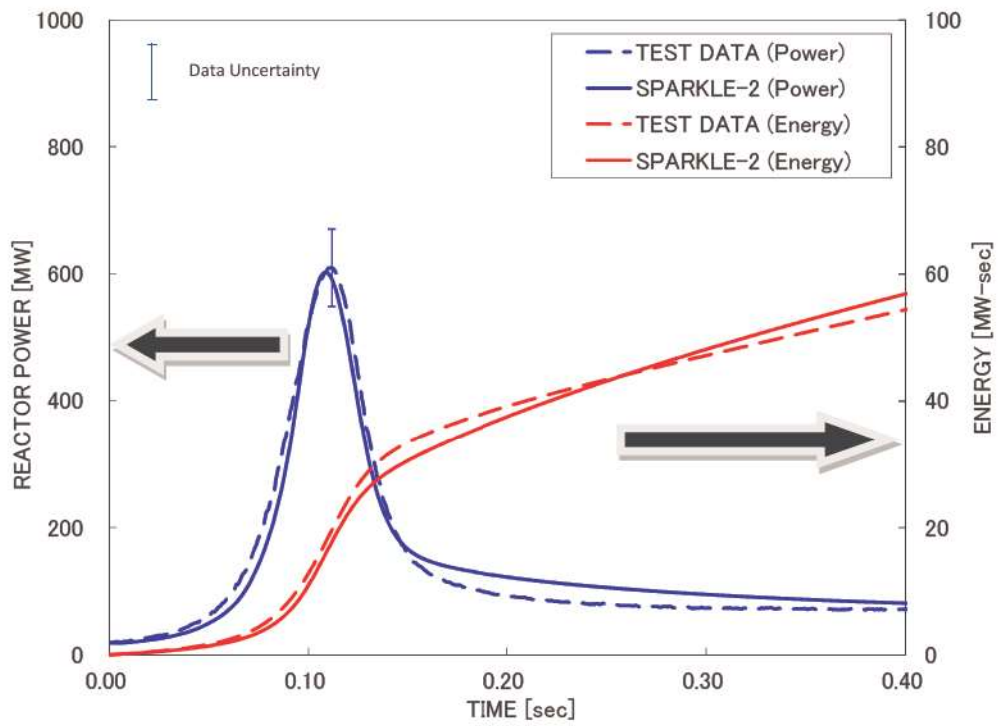 1000
800
600
400
200
0
REACTOR POWER [MW]
Data Uncertainty
TEST DATA (Power)
SPARKLE-2 (Power)
TEST DATA (Energy)
SPARKLE-2 (Energy)
100
80
60
40
20
0
ENERGY [MW-sec]
0.00 0.10 0.20 0.30 0.40
TIME [sec]